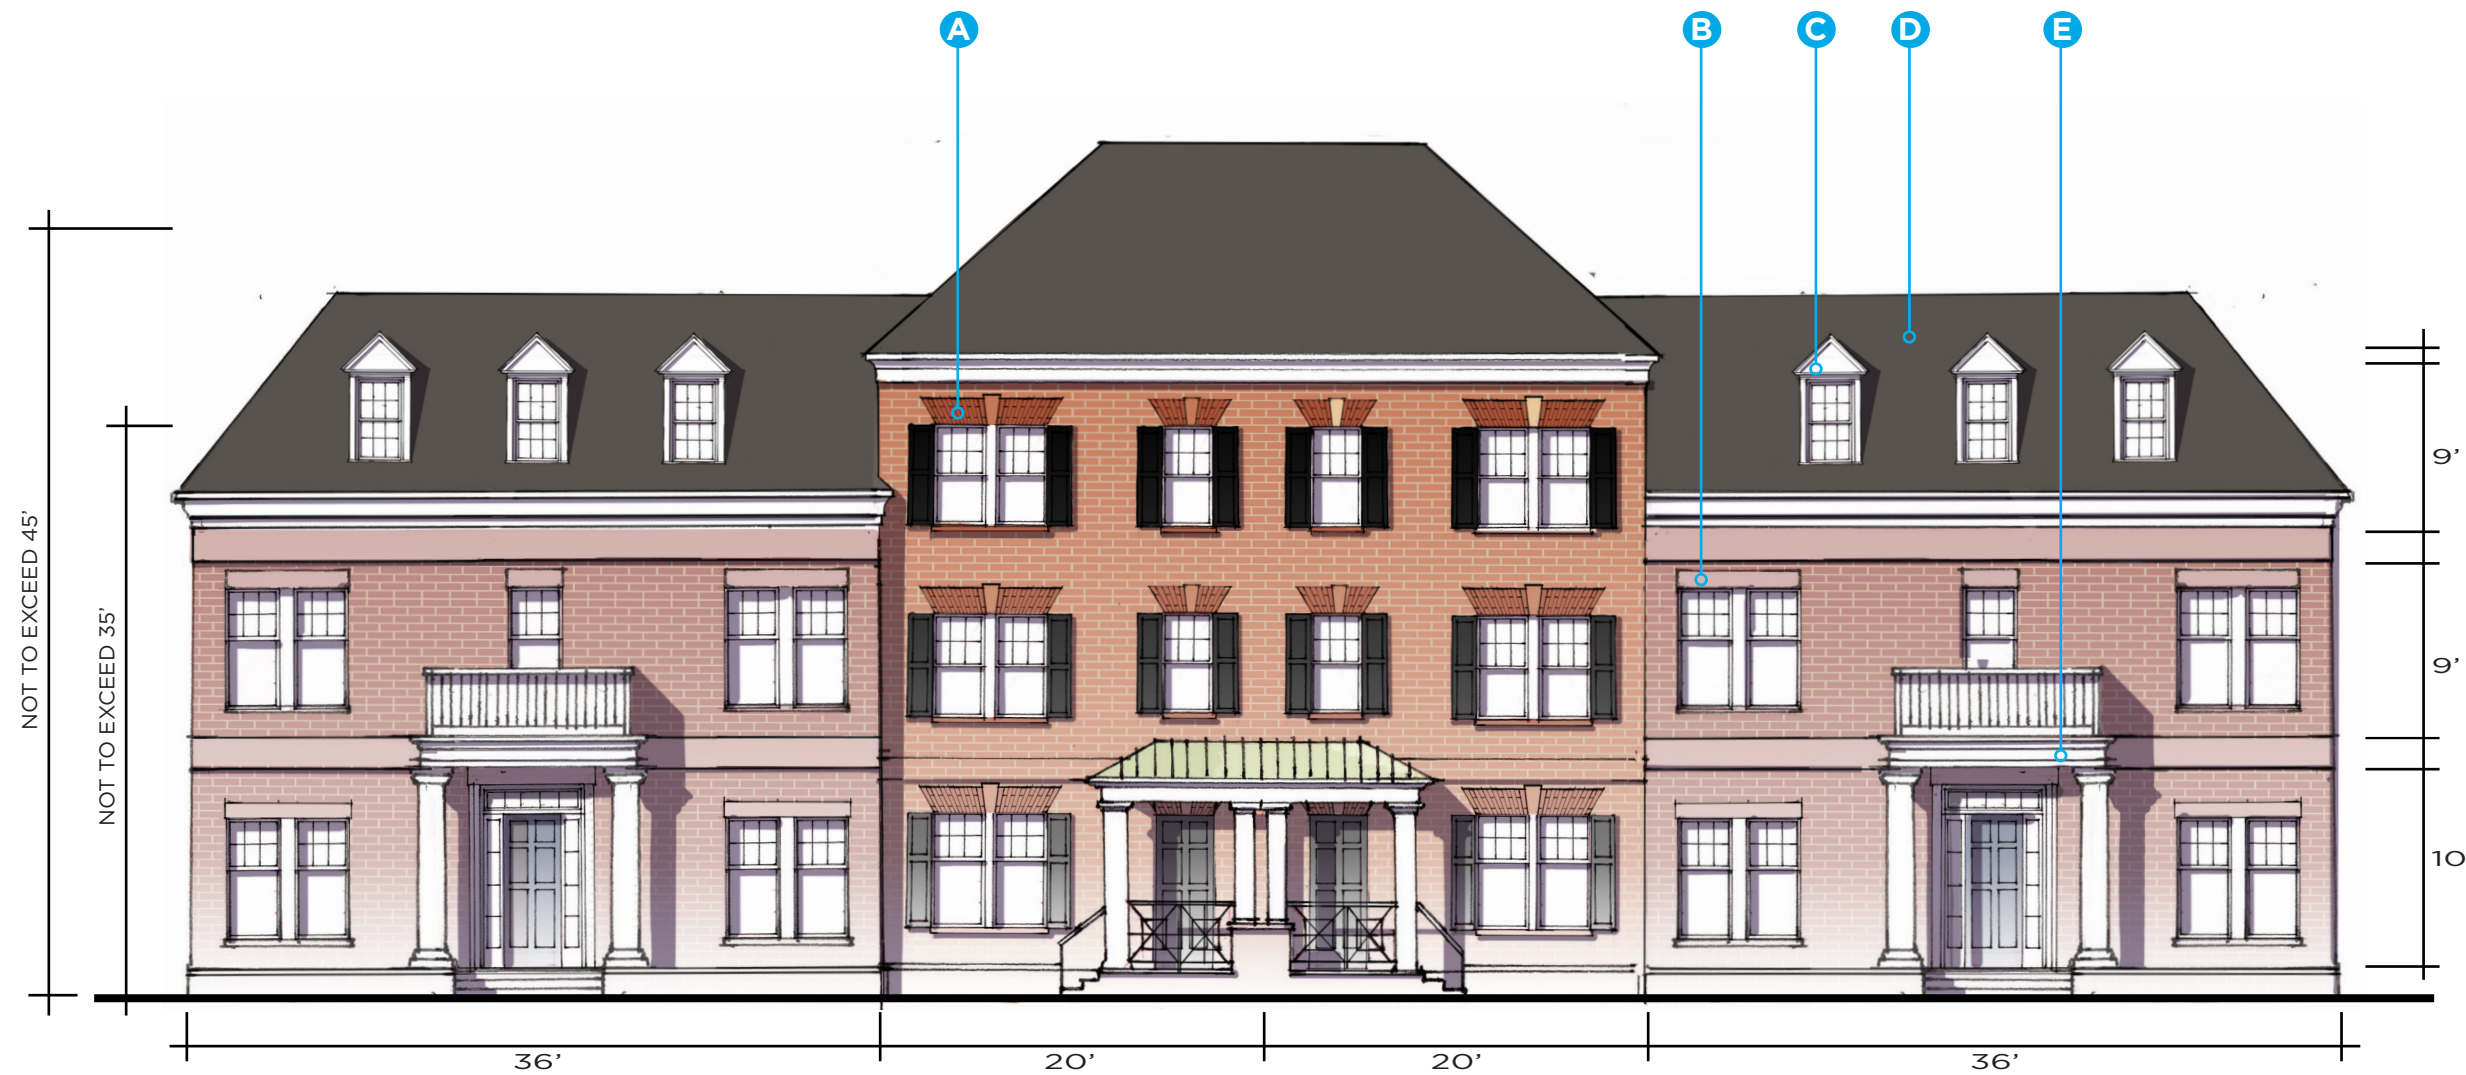 A
B
C
D
E
NOT TO EXCEED 45’
NOT TO EXCEED 35’
9’
9’
10
36’
20’
20’
36’